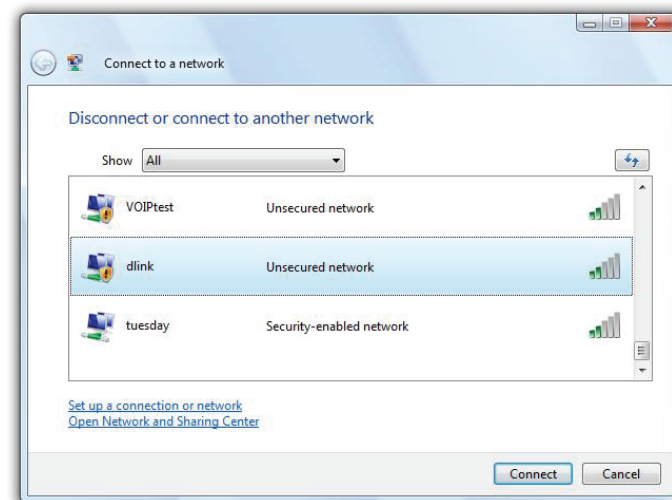 Connect to a network
Disconnect or connect to another network
Show All
VOIPtest Unsecured network
dlink Unsecured network
tuesday Security-enabled network
Set up a connection or network
Open Network and Sharing Center
Connect Cancel